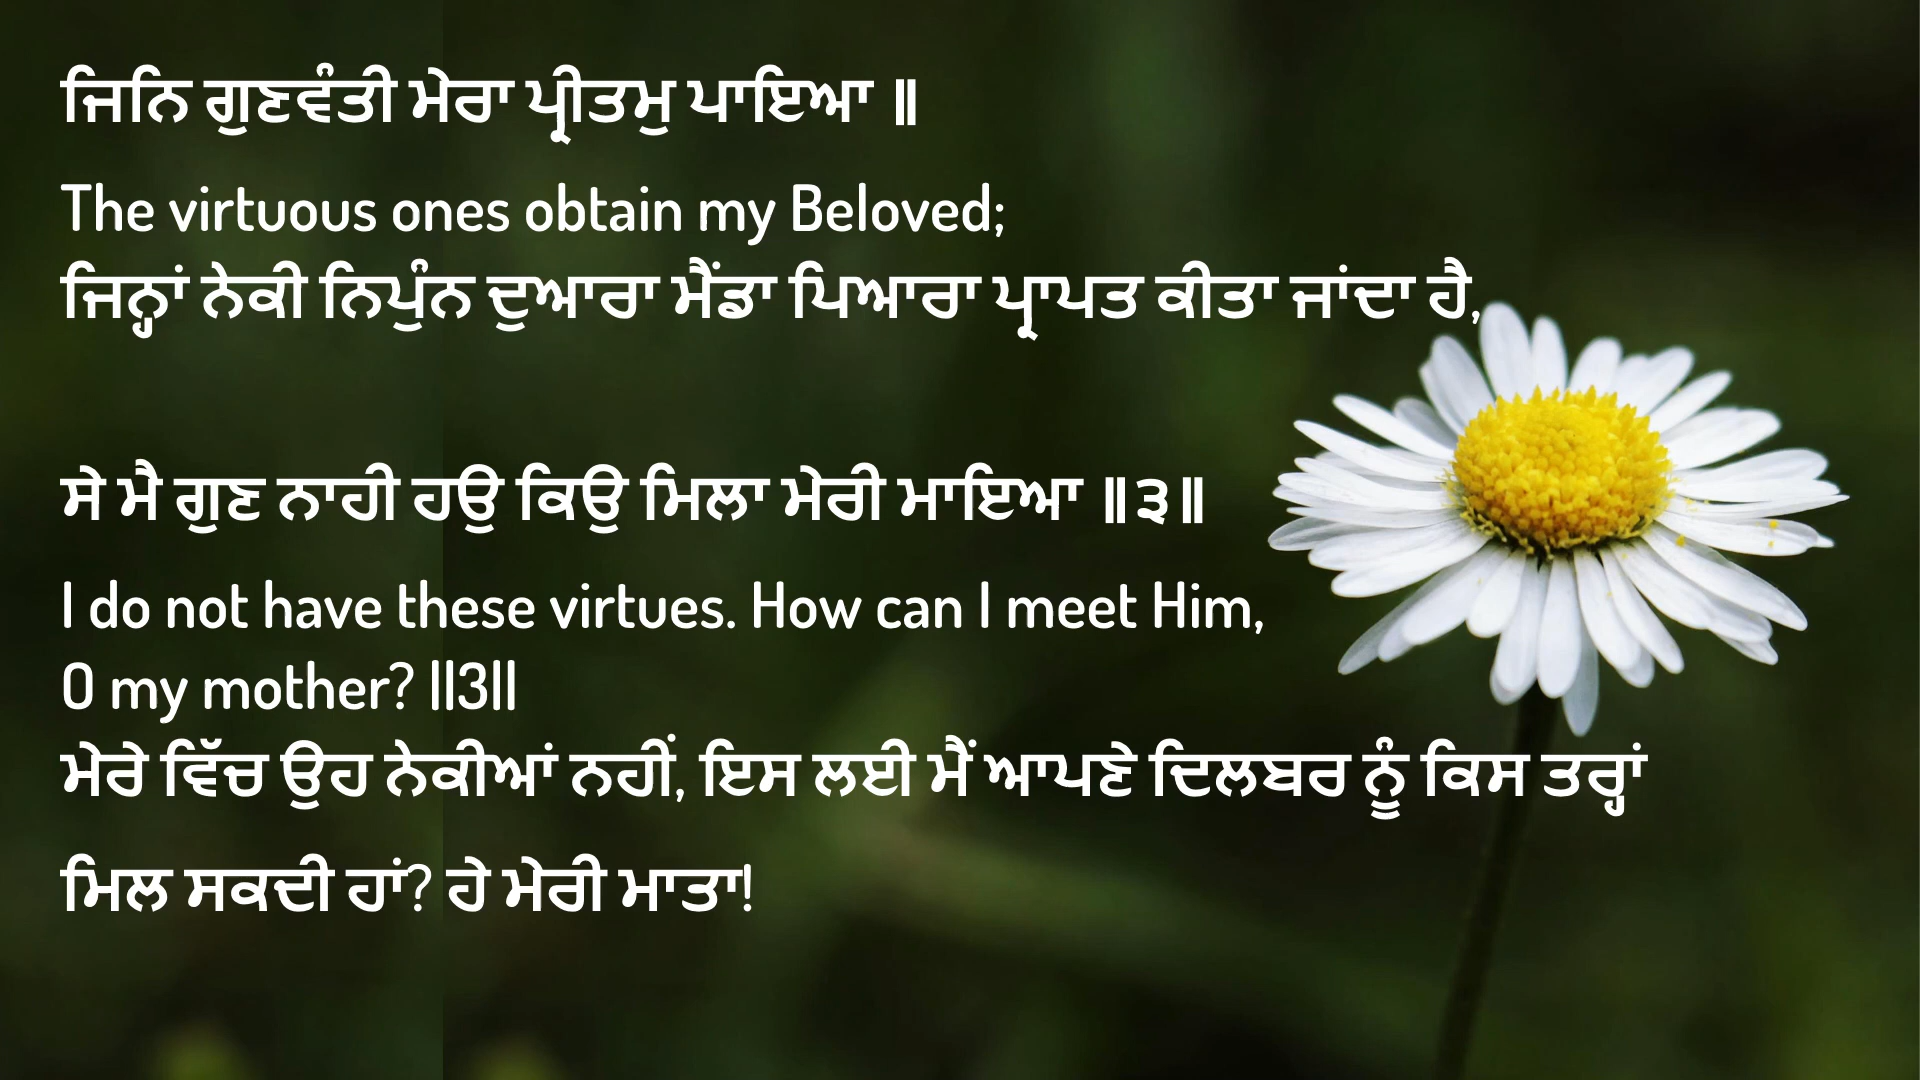 ਜਿਨਿ ਗੁਣਵੰਤੀ ਮੇਰਾ ਪ੍ਰੀਤਮੁ ਪਾਇਆ ॥
The virtuous ones obtain my Beloved;
ਜਿਨ੍ਹਾਂ ਨੇਕੀ ਨਿਪੁੰਨ ਦੁਆਰਾ ਮੈਂਡਾ ਪਿਆਰਾ ਪ੍ਰਾਪਤ ਕੀਤਾ ਜਾਂਦਾ ਹੈ,
ਸੇ ਮੈ ਗੁਣ ਨਾਹੀ ਹਉ ਕਿਉ ਮਿਲਾ ਮੇਰੀ ਮਾਇਆ ॥੩॥
I do not have these virtues. How can I meet Him,
O my mother? ||3||
ਮੇਰੇ ਵਿੱਚ ਉਹ ਨੇਕੀਆਂ ਨਹੀਂ, ਇਸ ਲਈ ਮੈਂ ਆਪਣੇ ਦਿਲਬਰ ਨੂੰ ਕਿਸ ਤਰ੍ਹਾਂ
ਮਿਲ ਸਕਦੀ ਹਾਂ? ਹੇ ਮੇਰੀ ਮਾਤਾ!